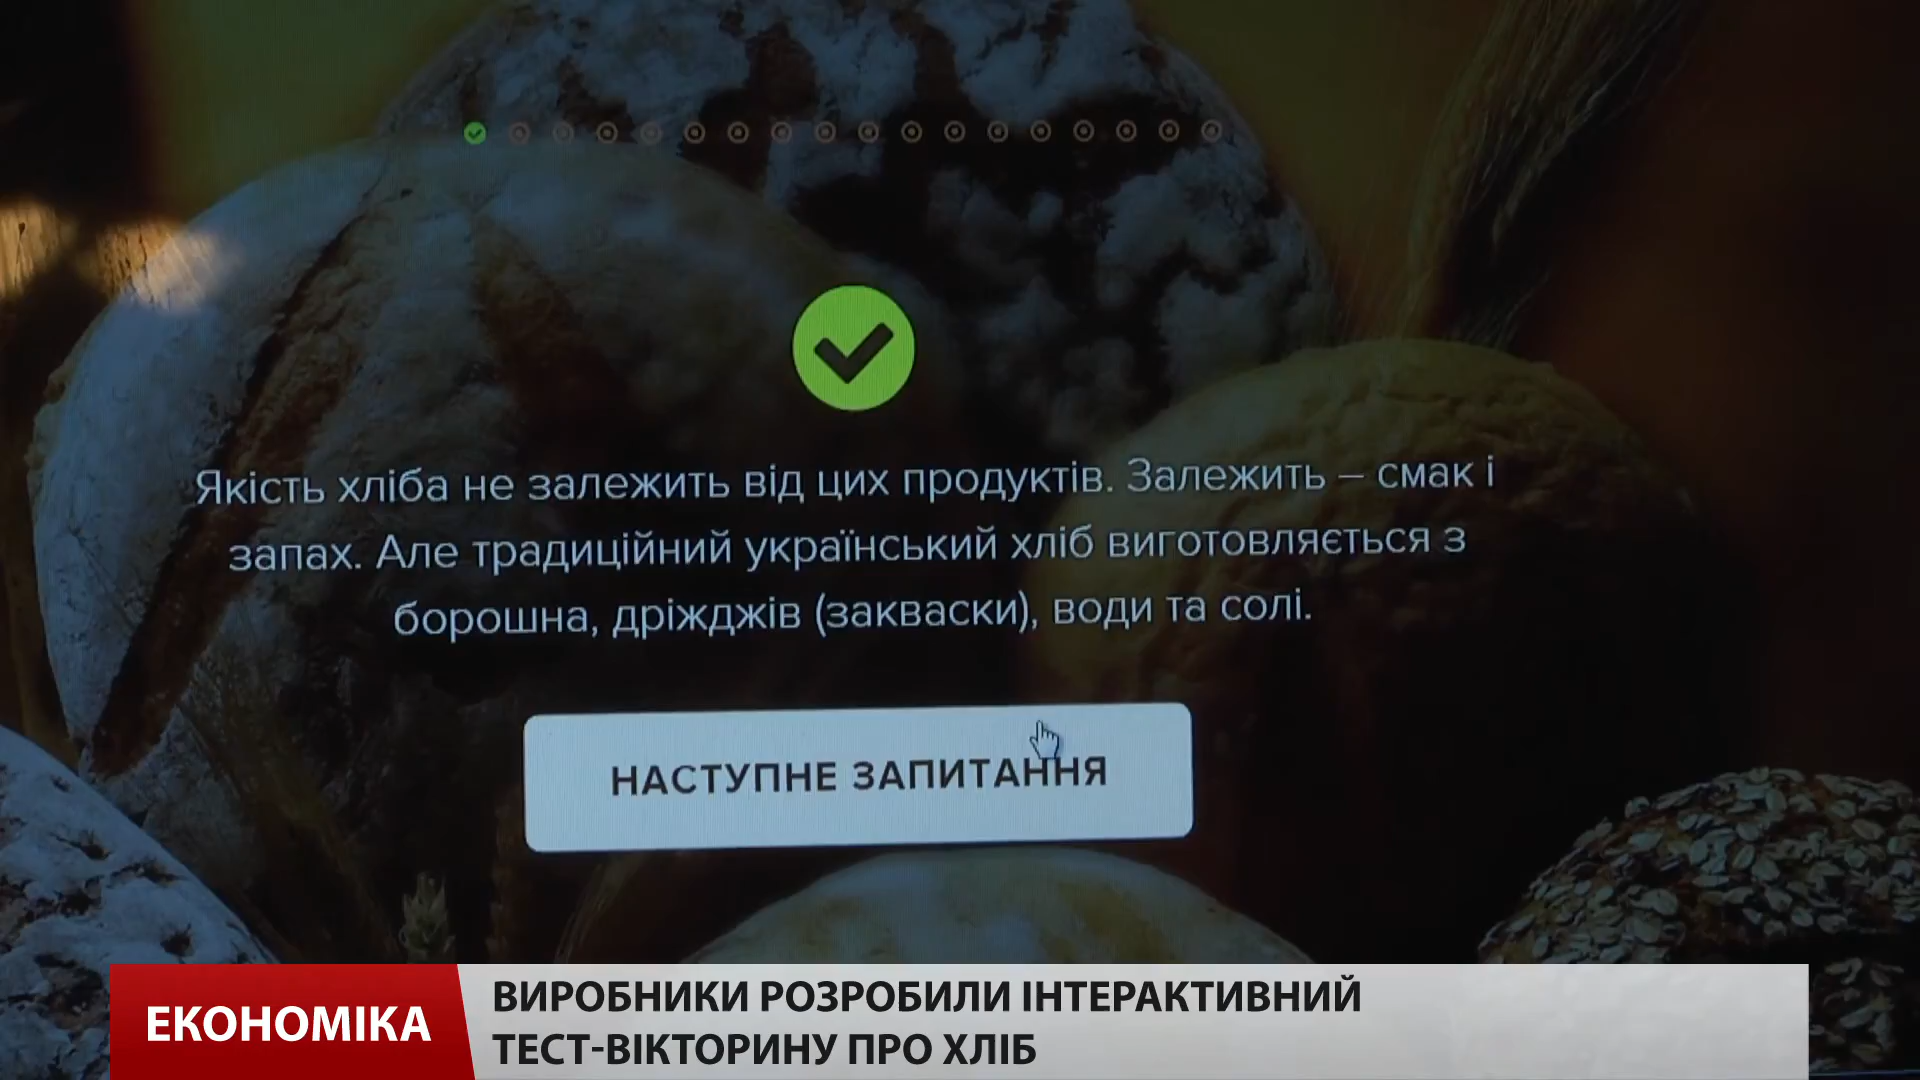 Якість хліба не залежить від цих продуктів. Залежить – смак і
запах. Але традиційний український хліб виготовляється з
борошна, дріжджів (закваски), води та солі.
НАСТУПНЕ ЗАПИТАННЯ
ЕКОНОМІКА
ВИРОБНИКИ РОЗРОБИЛИ ІНТЕРАКТИВНИЙ
ТЕСТ-ВІКТОРИНУ ПРО ХЛІБ